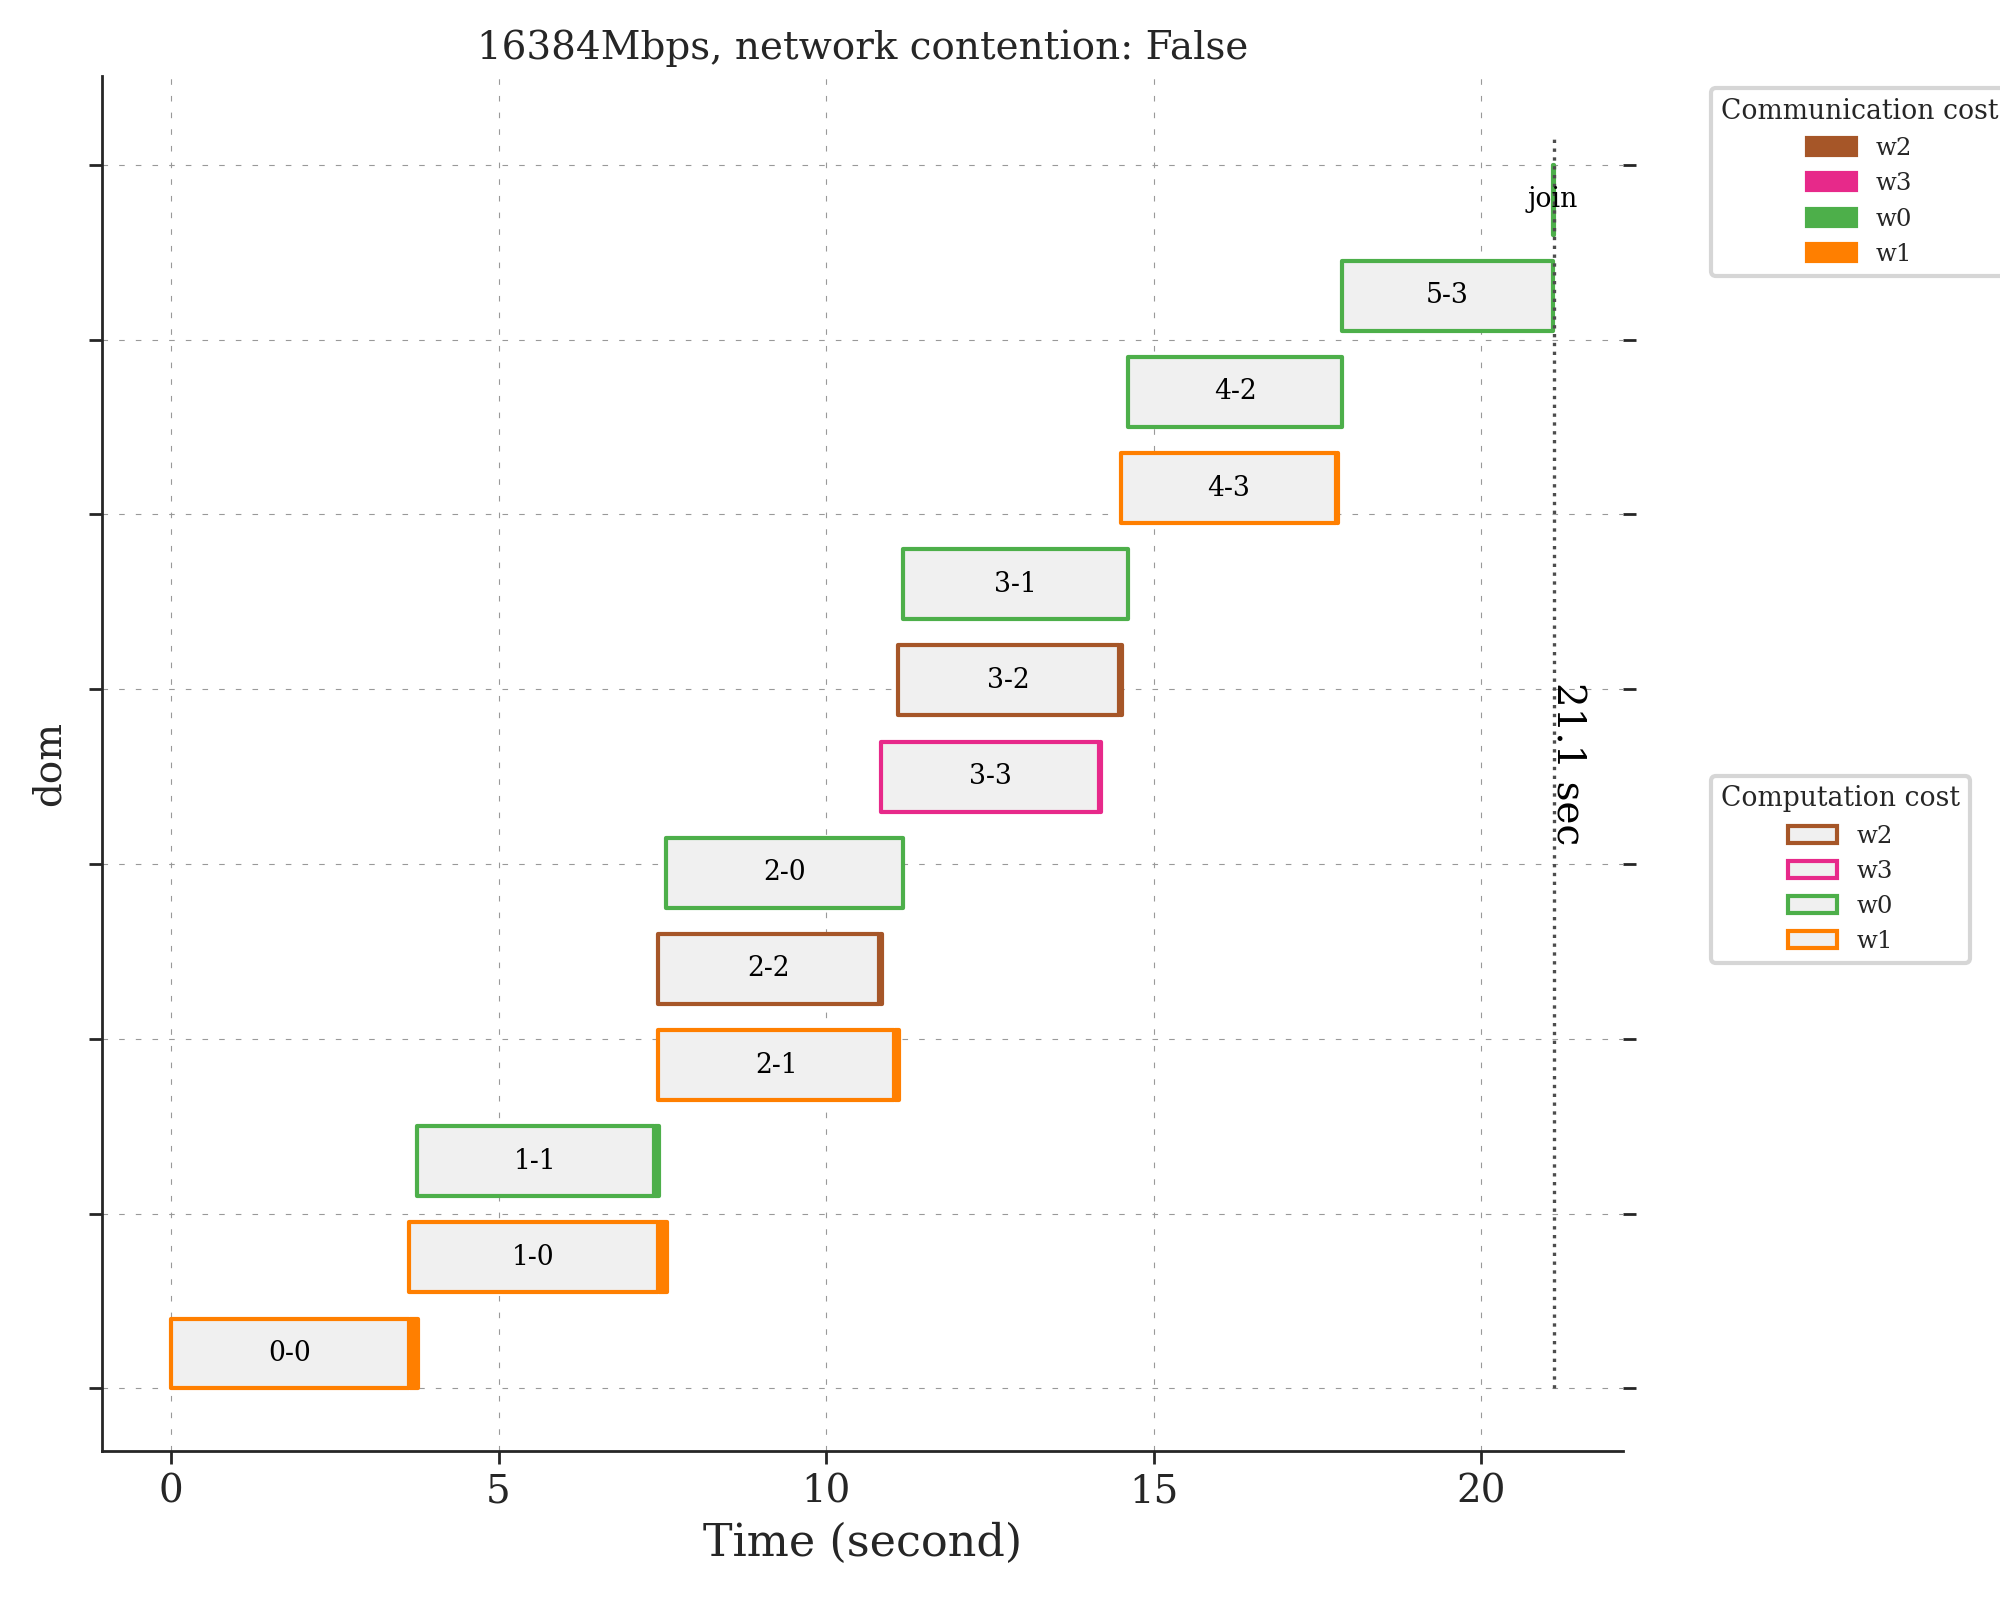 16384Mbps, network contention: False
Communication cost
w2
w3
w0
w1
join
5-3
4-2
4-3
3-1
3-2
3-3
2-0
2-2
2-1
1-1
1-0
0-0
21.1 sec
Computation cost
w2
w3
w0
w1
dom
0 5 10 15 20
Time (second)